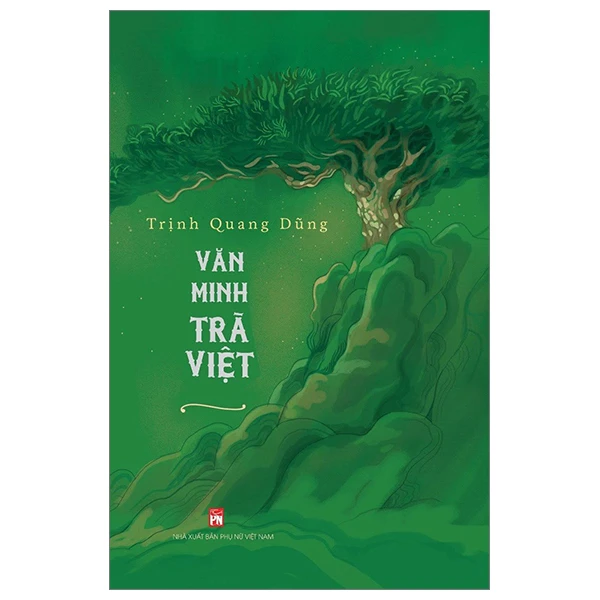 Trịnh Quang Dũng
VĂN
MINH
TRÀ
VIỆT
PN
NHÀ XUẤT BẢN PHỤ NỮ VIỆT NAM